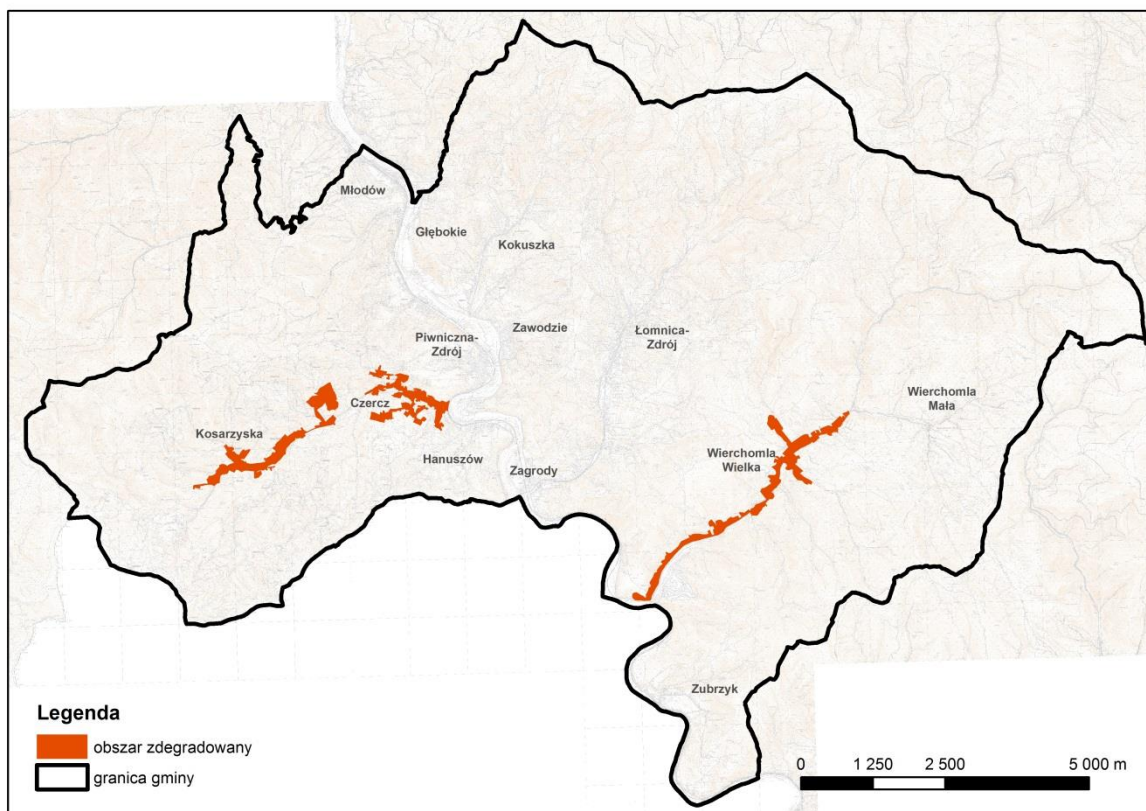 Młodów
Głębokie
Kokuszka
Piwniczna-
Zdrój
Zawodzie
Łomnica-
Zdrój
Wierchomla
Mała
Czercz
Kosarzyska
Hanuszów
Zagrody
Wierchomla
Wielka
Zubrzyk
Legenda
obszar zdegradowany
granica gminy
0 1 250 2 500 5 000 m